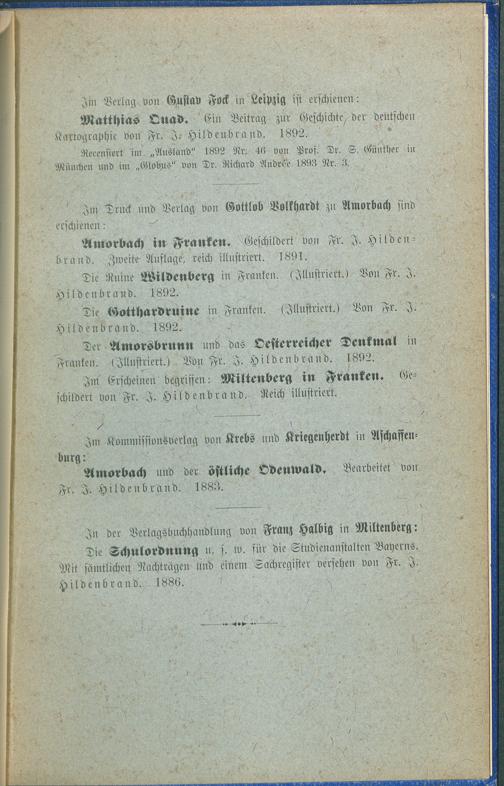 Im Verlag von Gustav Fock in Leipzig ist erschienen:
Matthias Quad. Ein Beitrag zur Geschichte der deutschen
Kartographie von Fr. J. Hildenbrand. 1892.
Recensiert im „Ausland“ 1892 Nr. 46 von Prof. Dr. S. Günther in
München und im „Globus“ von Dr. Richard Andrée 1893 Nr. 3.
Im Druck und Verlag von Gottlob Volkhardt zu Amorbach sind
erschienen:
Amorbach in Franken. Geschildert von Fr. J. Hilden-
brand. Zweite Auflage, reich illustriert. 1891.
Die Ruine Wildenberg in Franken. (Illustriert.) Von Fr. J.
Hildenbrand. 1892.
Die Gotthardruine in Franken. (Illustriert.) Von Fr. J.
Hildenbrand. 1892.
Der Amorsbrunn und das Oesterreicher Denkmal in
Franken. (Illustriert.) Von Fr. J. Hildenbrand. 1892.
Im Erscheinen begriffen: Miltenberg in Franken. Ge-
schildert von Fr. J. Hildenbrand. Reich illustriert.
Im Kommissionsverlag von Krebs und Kriegenherdt in Aschaffen-
burg:
Amorbach und der östliche Odenwald. Bearbeitet von
Fr. J. Hildenbrand. 1883.
In der Verlagsbuchhandlung von Franz Halbig in Miltenberg:
Die Schulordnung u. s. w. für die Studienanstalten Bayerns.
Mit sämtlichen Nachträgen und einem Sachregister versehen von Fr. J.
Hildenbrand. 1886.